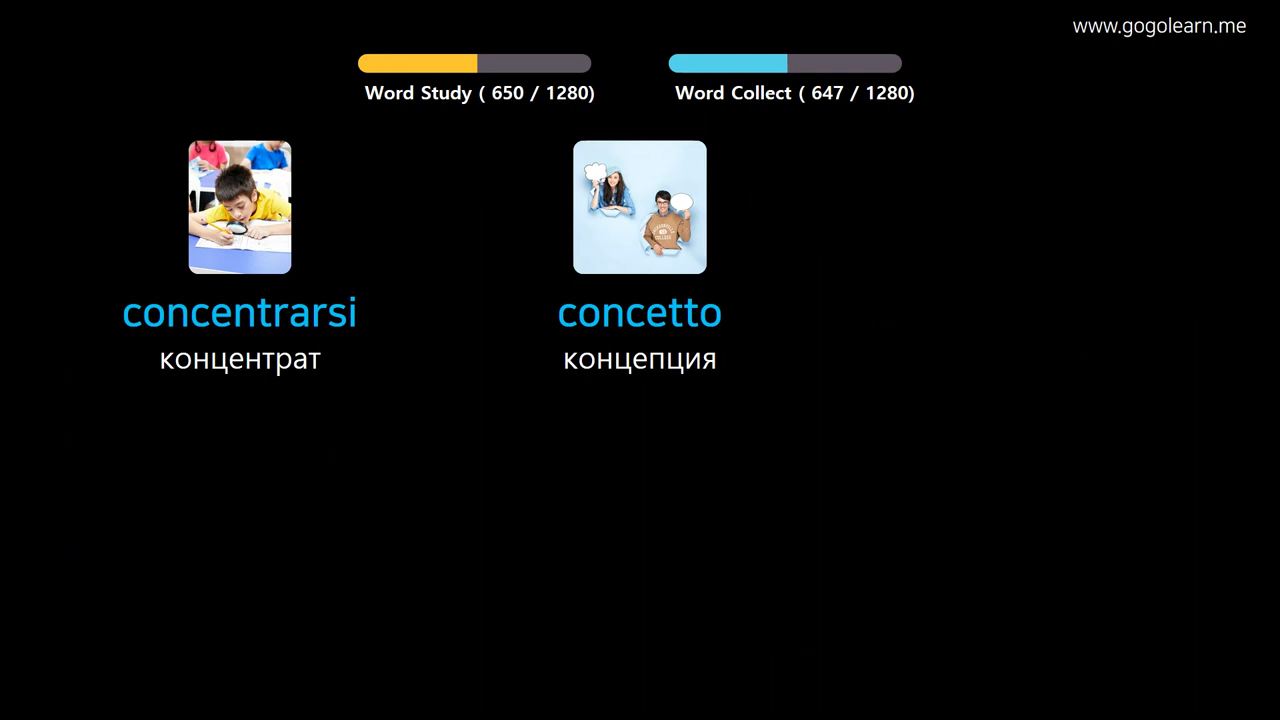 www.gogolearn.me
Word Study ( 650 / 1280)
Word Collect ( 647 / 1280)
concentrarsi
концентрат
concetto
концепция